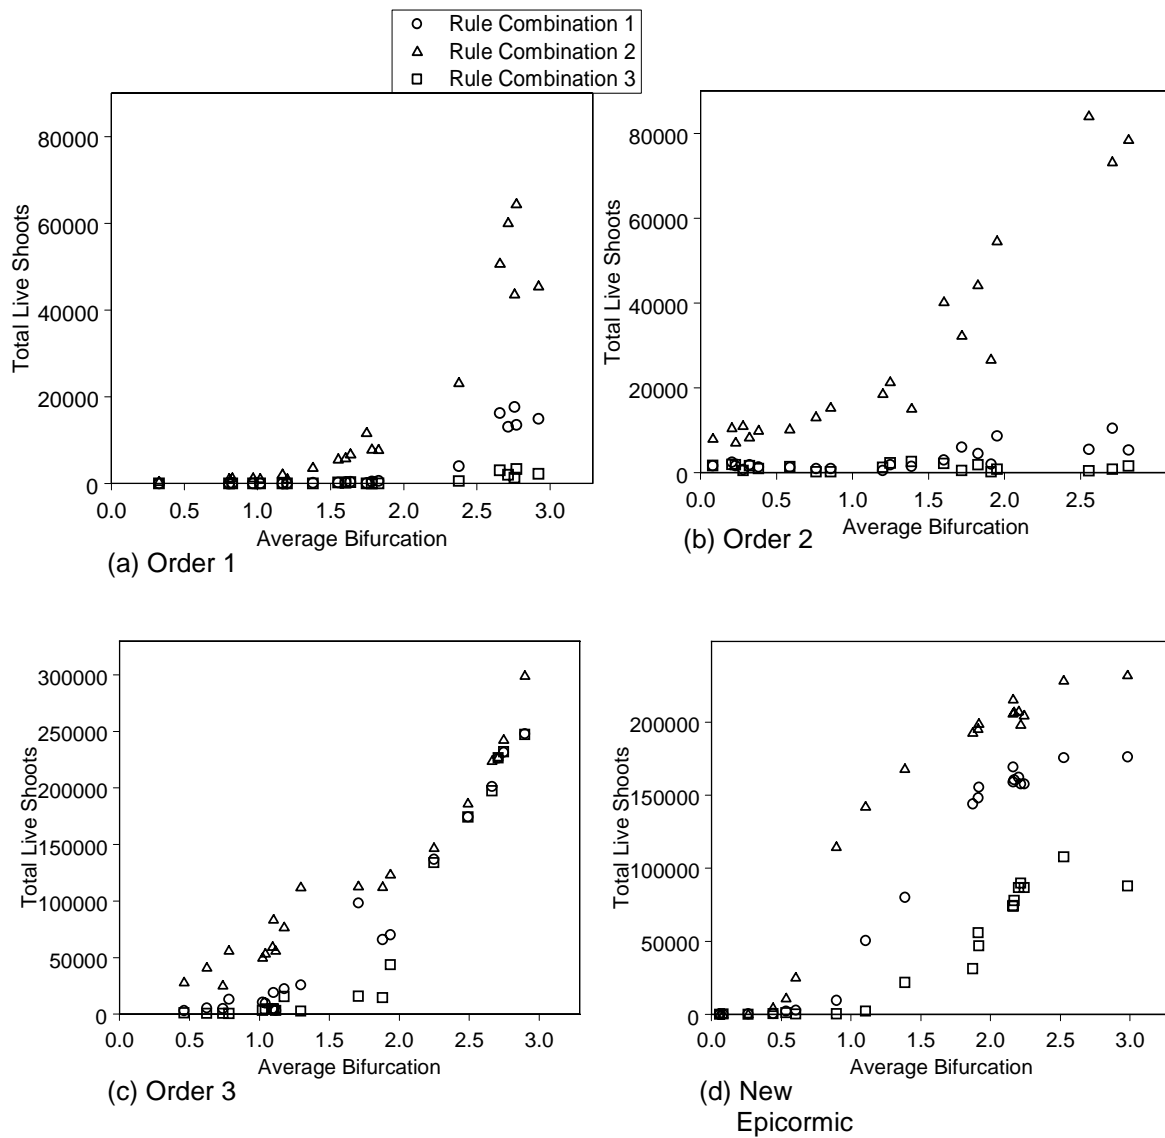 Rule Combination 1
Rule Combination 2
Rule Combination 3
80000
60000
40000
20000
0
Total Live Shoots
0.0 0.5 1.0 1.5 2.0 2.5 3.0
Average Bifurcation
(a) Order 1
80000
60000
40000
20000
0
Total Live Shoots
0.0 0.5 1.0 1.5 2.0 2.5
Average Bifurcation
(b) Order 2
300000
250000
200000
150000
100000
50000
0
Total Live Shoots
0.0 0.5 1.0 1.5 2.0 2.5 3.0
Average Bifurcation
(c) Order 3
200000
150000
100000
50000
0
Total Live Shoots
0.0 0.5 1.0 1.5 2.0 2.5 3.0
Average Bifurcation
(d) New
Epicormic